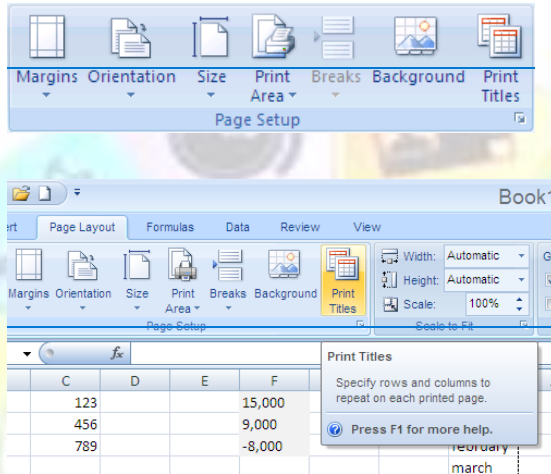 Margins Orientation Size Print Area Breaks Background Print Titles
Page Setup
Book1
Page Layout Formulas Data Review View
Width: Automatic
Margins Orientation Size Print Area Breaks Background Print Titles
Height: Automatic
Scale: 100%
Page Setup Scale to Fit
fx
Print Titles
Specify rows and columns to
repeat on each printed page.
Press F1 for more help.
C D E F
123 15,000
456 9,000
789 -8,000
february
march